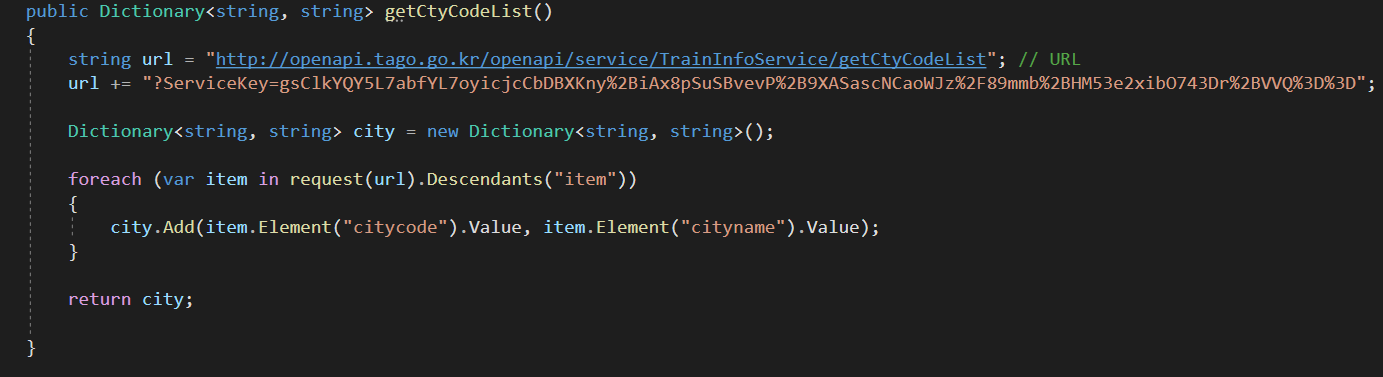 public Dictionary<string, string> getCtyCodeList()
{
string url = "http://openapi.tago.go.kr/openapi/service/TrainInfoService/getCtyCodeList"; // URL
url += "?ServiceKey=gsClkYQY5L7abfYL7oyicjcCbDBXKny%2BiAx8pSuSBvevP%2B9XASascNCaoWJz%2F89mmb%2BHM53e2xibO743Dr%2BVVQ%3D%3D";
Dictionary<string, string> city = new Dictionary<string, string>();
foreach (var item in request(url).Descendants("item"))
{
city.Add(item.Element("citycode").Value, item.Element("cityname").Value);
}
return city;
}